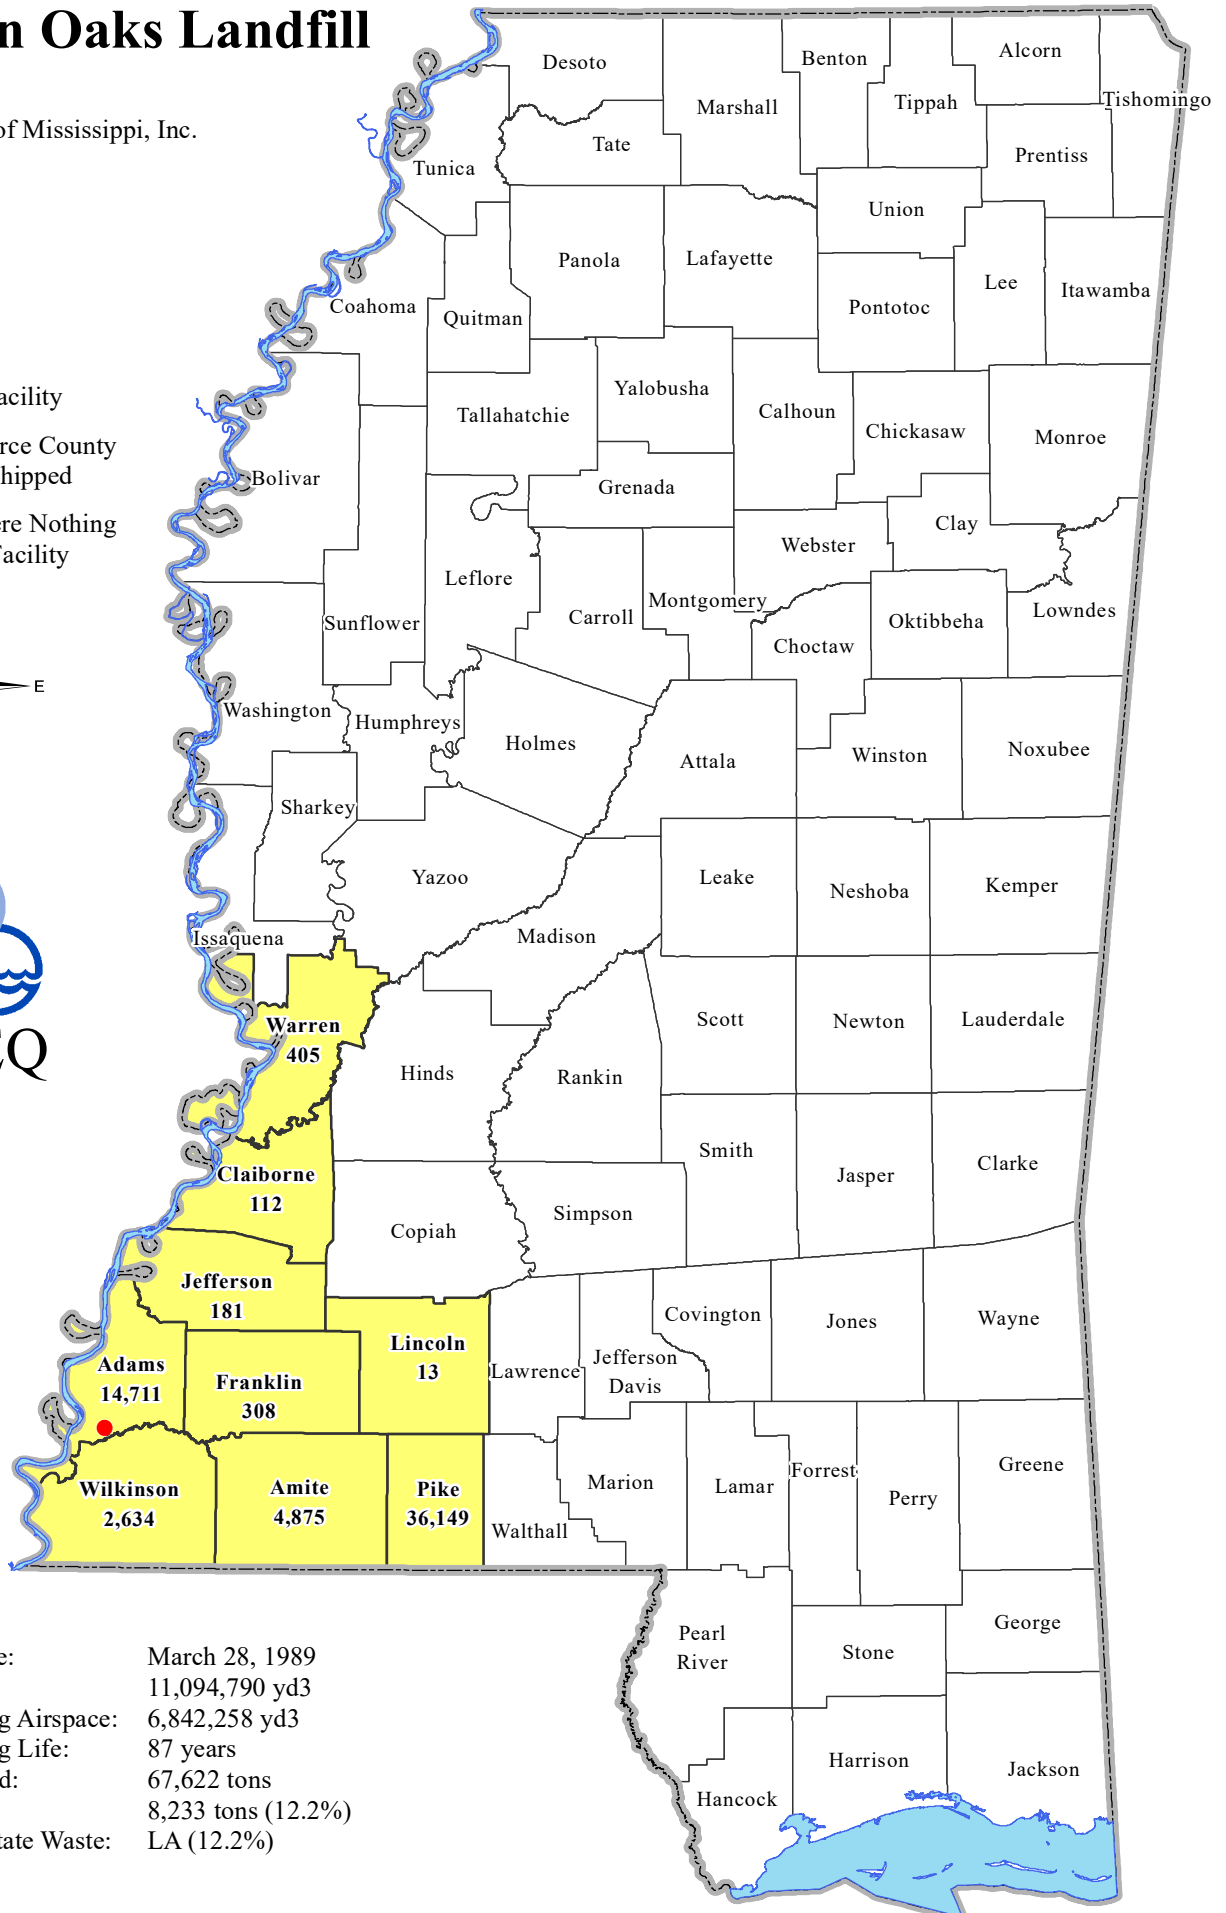 n Oaks Landfill
of Mississippi, Inc.
acility
rce County
hipped
ere Nothing
Facility
E
CQ
Desoto
Benton
Alcorn
Marshall
Tippah
Tishomingo
Tate
Tunica
Prentiss
Union
Panola
Lafayette
Lee
Itawamba
Coahoma
Quitman
Pontotoc
Yalobusha
Tallahatchie
Calhoun
Chickasaw
Monroe
Bolivar
Grenada
Clay
Webster
Leflore
Carroll
Montgomery
Sunflower
Choctaw
Oktibbeha
Lowndes
Washington
Humphreys
Holmes
Attala
Winston
Noxubee
Sharkey
Yazoo
Leake
Neshoba
Kemper
Issaquena
Madison
Warren
405
Hinds
Rankin
Scott
Newton
Lauderdale
Claiborne
112
Copiah
Simpson
Smith
Jasper
Clarke
Jefferson
181
Lincoln
13
Lawrence
Jefferson
Davis
Covington
Jones
Wayne
Adams
14,711
Franklin
308
Wilkinson
2,634
Amite
4,875
Pike
36,149
Walthall
Marion
Lamar
Forrest
Perry
Greene
Pearl
River
Stone
George
Hancock
Harrison
Jackson
e: March 28, 1989
11,094,790 yd3
g Airspace: 6,842,258 yd3
g Life: 87 years
d: 67,622 tons
8,233 tons (12.2%)
tate Waste: LA (12.2%)